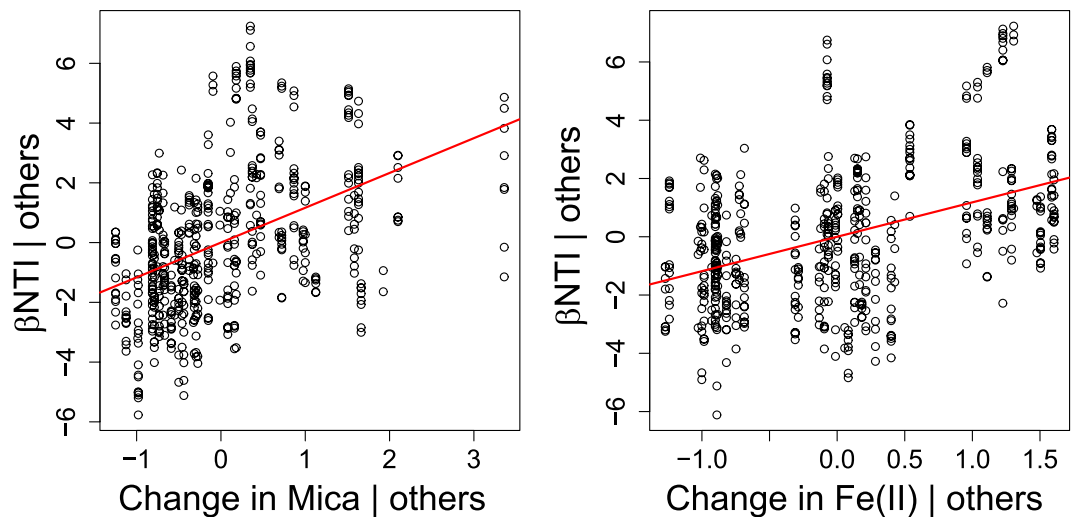 βNTI | others
6
4
2
0
−2
−4
−6
−1 0 1 2 3
Change in Mica | others
βNTI | others
6
4
2
0
−2
−4
−6
−1.0 0.0 0.5 1.0 1.5
Change in Fe(II) | others